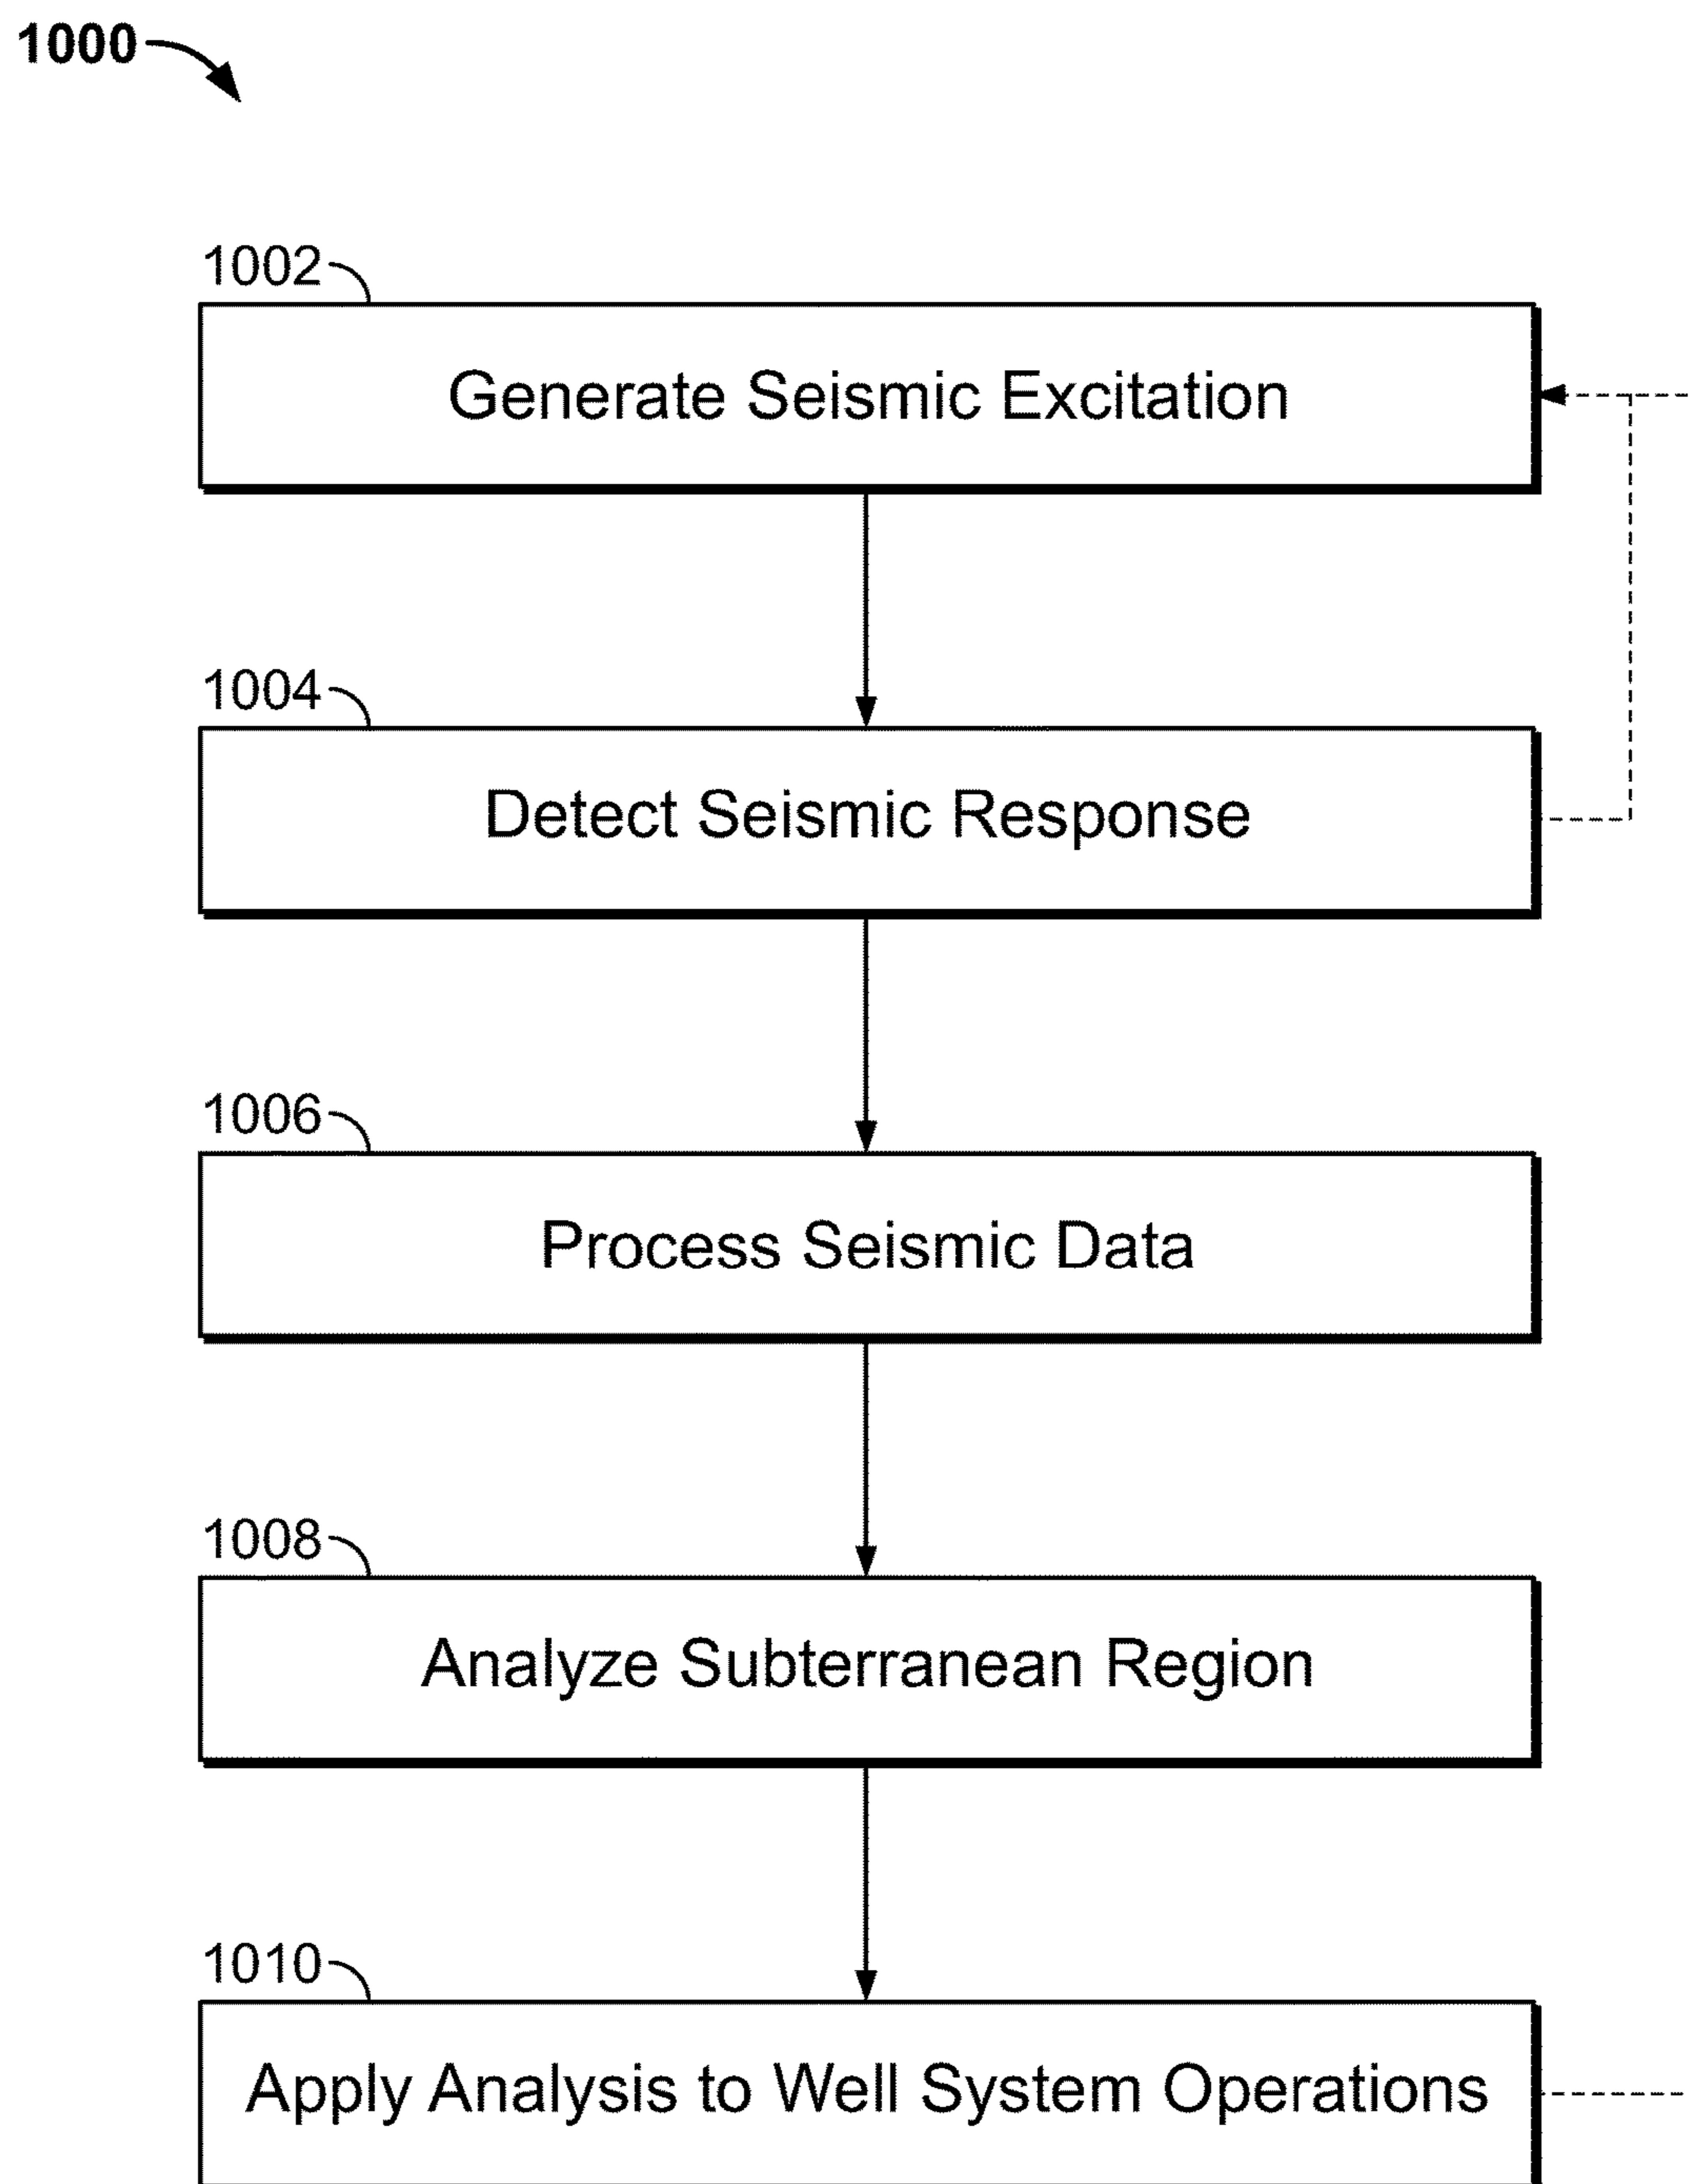 1000
1002
Generate Seismic Excitation
1004
Detect Seismic Response
1006
Process Seismic Data
1008
Analyze Subterranean Region
1010
Apply Analysis to Well System Operations